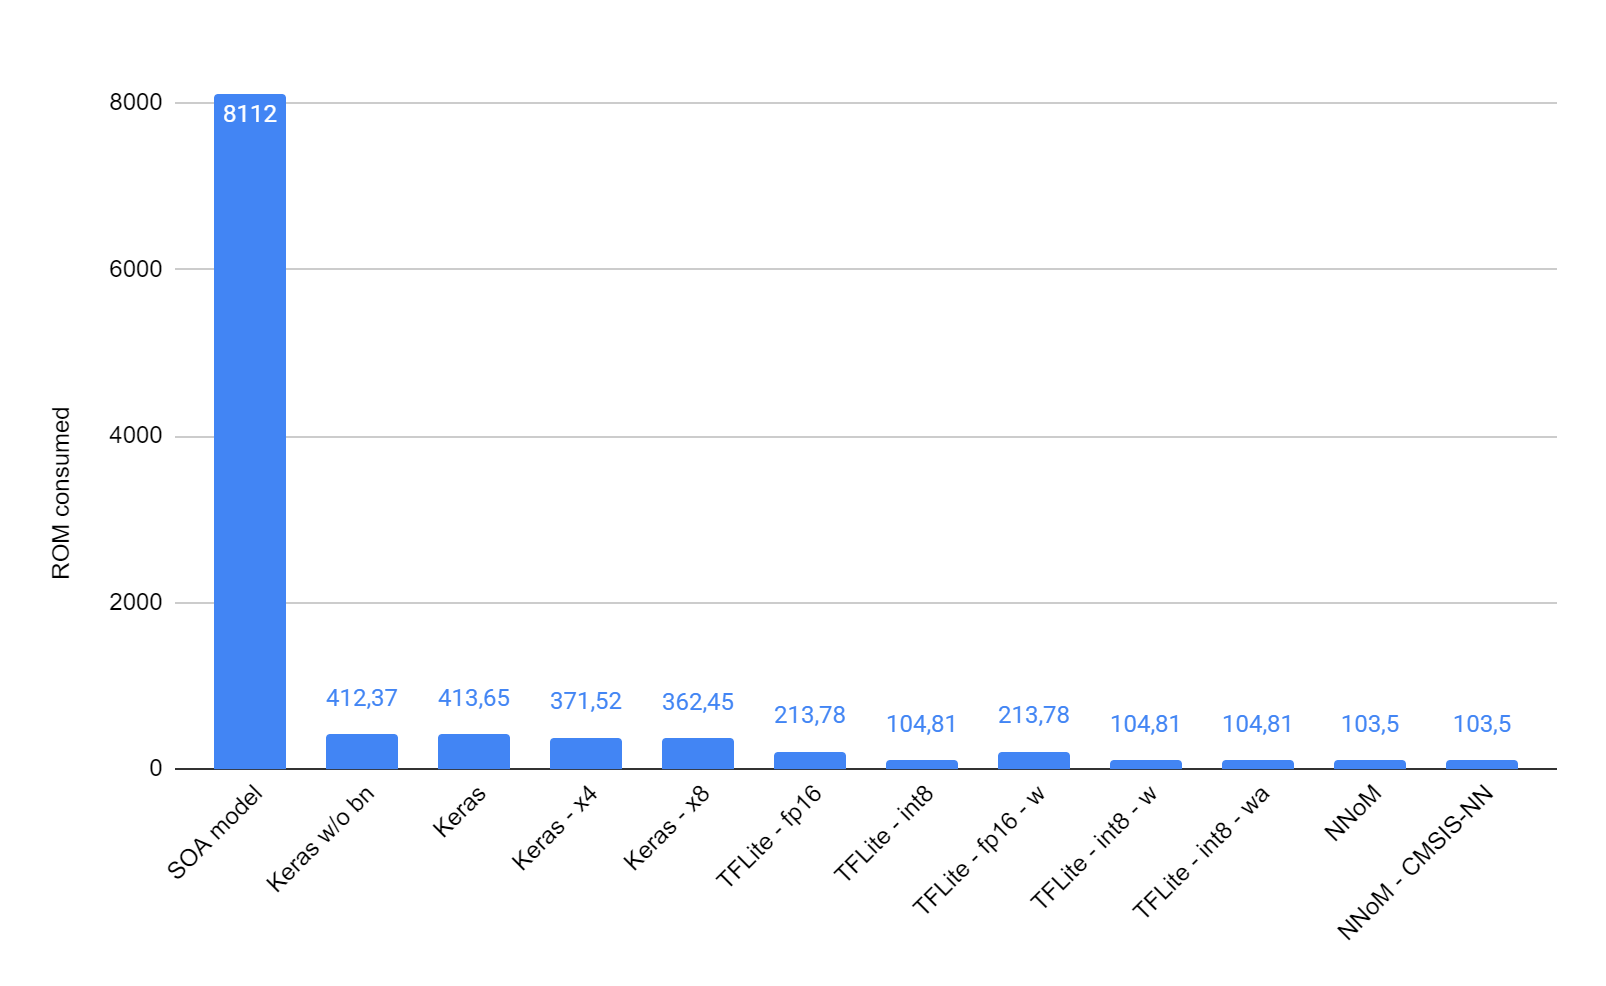 ROM consumed
8000
6000
4000
2000
0
8112
412,37
413,65
371,52
362,45
213,78
104,81
213,78
104,81
104,81
103,5
103,5
SOA model
Keras w/o bn
Keras
Keras - x4
Keras - x8
TFLite - fp16
TFLite - int8
TFLite - fp16 - w
TFLite - int8 - w
TFLite - int8 - wa
NNoM
NNoM - CMSIS-NN